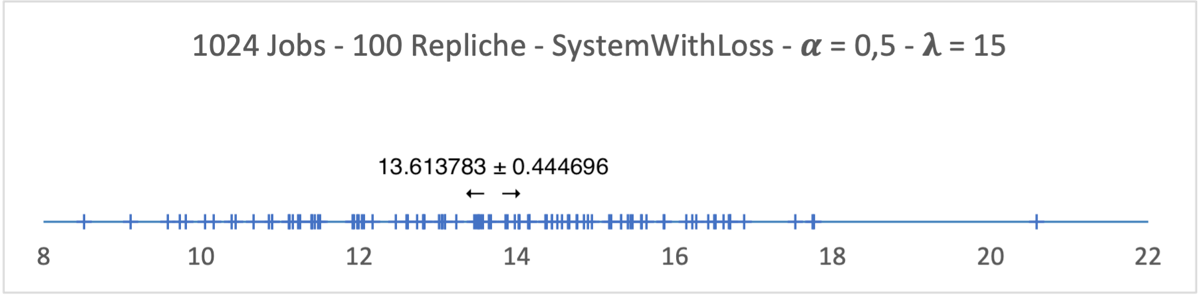 1024 Jobs - 100 Repliche - SystemWithLoss - 𝜶 = 0,5 - 𝝀 = 15
13.613783 ± 0.444696
8 10 12 14 16 18 20 22